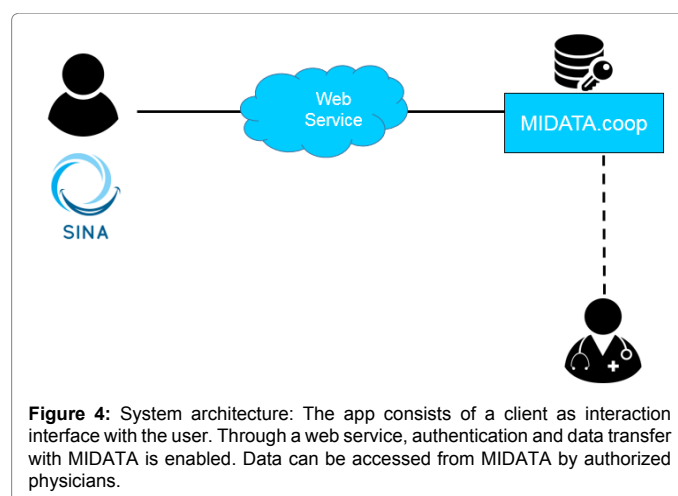 Web
Service
MIDATA.coop
SINA
Figure 4: System architecture: The app consists of a client as interaction
interface with the user. Through a web service, authentication and data transfer
with MIDATA is enabled. Data can be accessed from MIDATA by authorized
physicians.